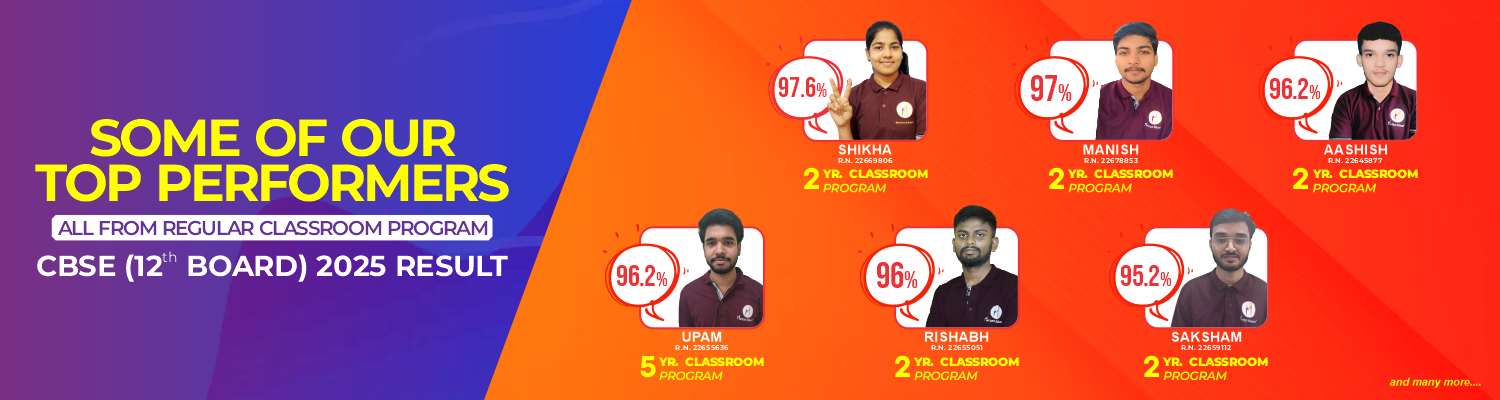 SOME OF OUR
TOP PERFORMERS
ALL FROM REGULAR CLASSROOM PROGRAM
CBSE (12th BOARD) 2025 RESULT
97.6%
SHIKHA
R.N. 22669806
2 YR. CLASSROOM
PROGRAM
97%
MANISH
R.N. 22678853
2 YR. CLASSROOM
PROGRAM
96.2%
AASHISH
R.N. 22645877
2 YR. CLASSROOM
PROGRAM
96.2%
UPAM
R.N. 22655636
5 YR. CLASSROOM
PROGRAM
96%
RISHABH
R.N. 22655051
2 YR. CLASSROOM
PROGRAM
95.2%
SAKSHAM
R.N. 22659112
2 YR. CLASSROOM
PROGRAM
and many more....